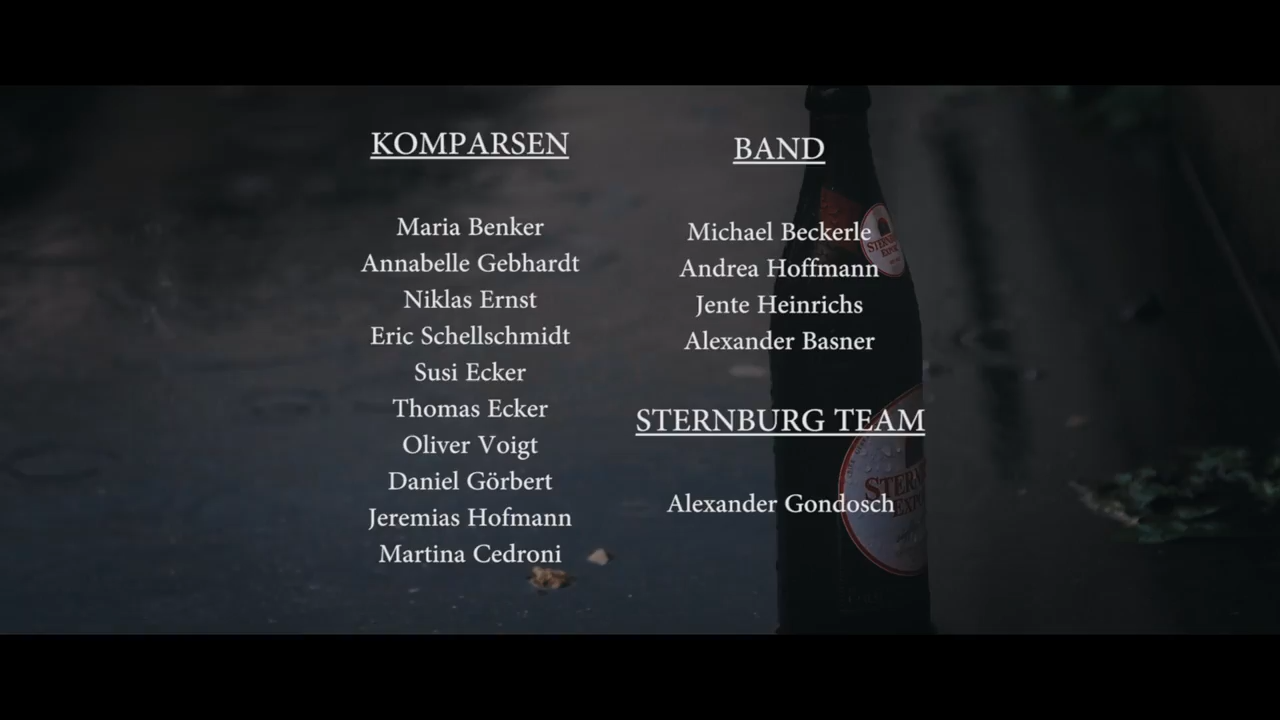 KOMPARSEN
Maria Benker
Annabelle Gebhardt
Niklas Ernst
Eric Schellschmidt
Susi Ecker
Thomas Ecker
Oliver Voigt
Daniel Görbert
Jeremias Hofmann
Martina Cedroni
BAND
Michael Beckerle
Andrea Hoffmann
Jente Heinrichs
Alexander Basner
STERNBURG TEAM
Alexander Gondosch